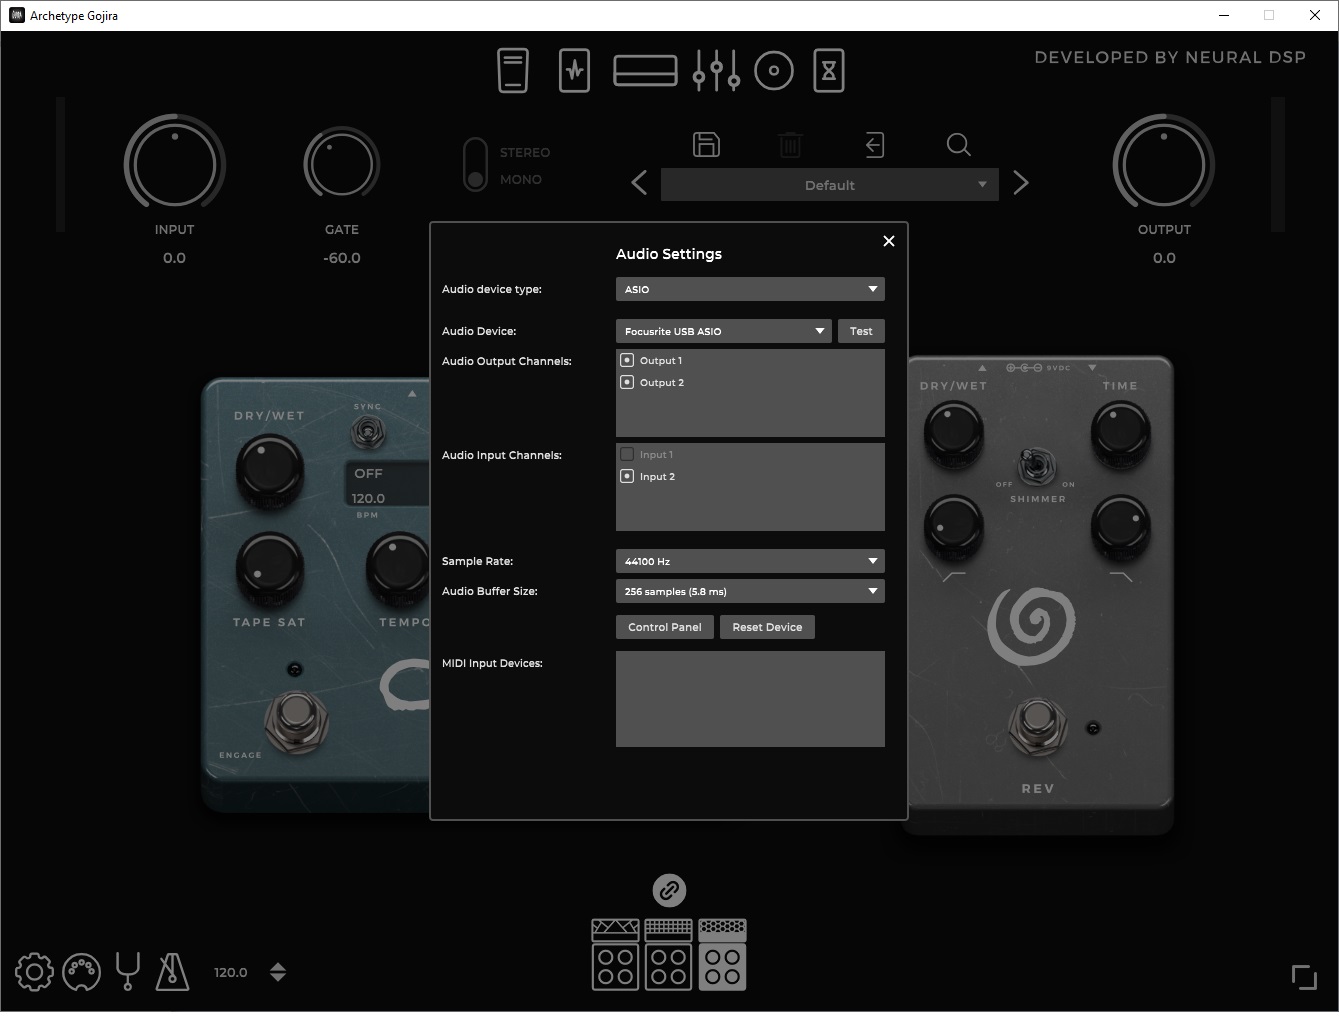 Archetype Gojira
DEVELOPED BY NEURAL DSP
STEREO
MONO
Default
INPUT
GATE
OUTPUT
0.0
-60.0
0.0
Audio Settings
Audio device type:
ASIO
Audio Device:
Focusrite USB ASIO
Test
Audio Output Channels:
Output 1
Output 2
Audio Input Channels:
Input 1
Input 2
Sample Rate:
44100 Hz
Audio Buffer Size:
256 samples (5.8 ms)
Control Panel
Reset Device
MIDI Input Devices:
DRY/WET
SYNC
OFF
120.0
BPM
TAPE SAT
TEMPO
ENGAGE
9VDC
DRY/WET
TIME
OFF
ON
SHIMMER
REV
120.0